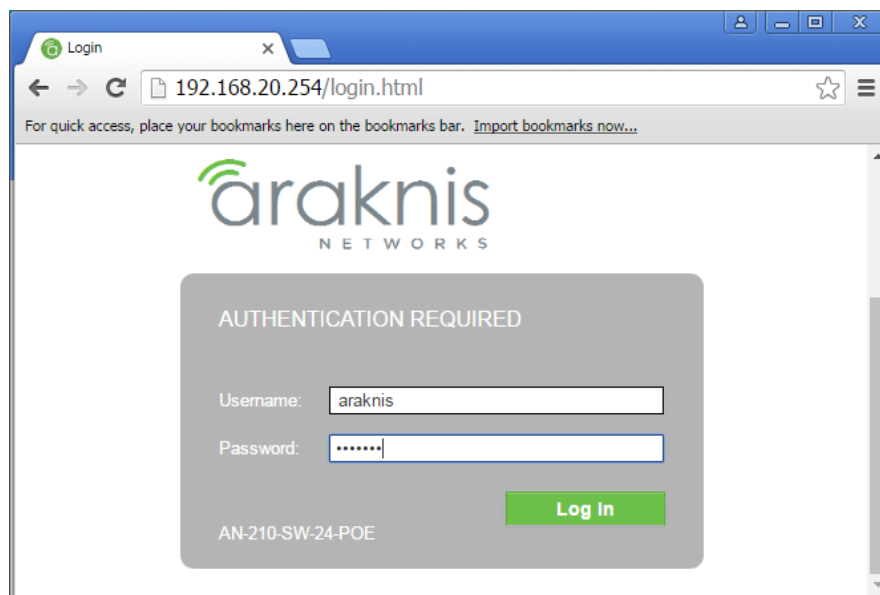 Login
192.168.20.254/login.html
For quick access, place your bookmarks here on the bookmarks bar. Import bookmarks now...
araknis
NETWORKS
AUTHENTICATION REQUIRED
Username: araknis
Password: •••••••
Log In
AN-210-SW-24-POE